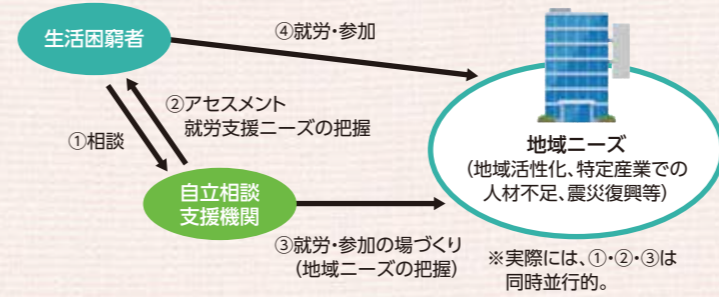 生活困窮者
④就労・参加
②アセスメント
就労支援ニーズの把握
①相談
地域ニーズ
(地域活性化、特定産業での
人材不足、震災復興等)
自立相談
支援機関
③就労・参加の場づくり
(地域ニーズの把握)
※実際には、①・②・③は
同時並行的。